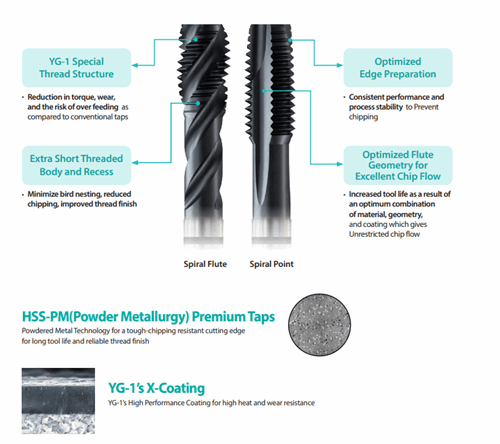 YG-1 Special
Thread Structure
• Reduction in torque, wear,
and the risk of over feeding as
compared to conventional taps
Extra Short Threaded
Body and Recess
• Minimize bird nesting, reduced
chipping, improved thread finish
Optimized
Edge Preparation
• Consistent performance and
process stability to Prevent
chipping
Optimized Flute
Geometry for
Excellent Chip Flow
• Increased tool life as a result of
an optimum combination
of material, geometry,
and coating which gives
Unrestricted chip flow
Spiral Flute
Spiral Point
HSS-PM(Powder Metallurgy) Premium Taps
Powdered Metal Technology for a tough-chipping resistant cutting edge
for long tool life and reliable thread finish
YG-1's X-Coating
YG-1's High Performance Coating for high heat and wear resistance